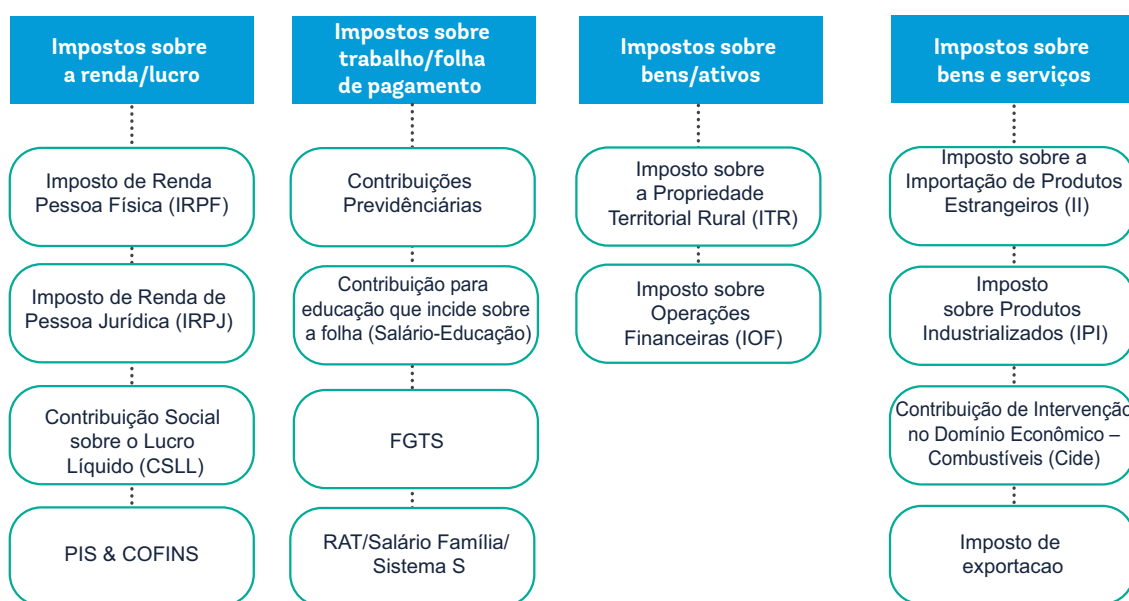 Impostos sobre
a renda/lucro
Imposto de Renda
Pessoa Física (IRPF)
Imposto de Renda de
Pessoa Jurídica (IRPJ)
Contribuição Social
sobre o Lucro
Líquido (CSLL)
PIS & COFINS
Impostos sobre
trabalho/folha
de pagamento
Contribuições
Previdênciárias
Contribuição para
educação que incide sobre
a folha (Salário-Educação)
FGTS
RAT/Salário Família/
Sistema S
Impostos sobre
bens/ativos
Imposto sobre
a Propriedade
Territorial Rural (ITR)
Imposto sobre
Operações
Financeiras (IOF)
Impostos sobre
bens e serviços
Imposto sobre a
Importação de Produtos
Estrangeiros (II)
Imposto
sobre Produtos
Industrializados (IPI)
Contribuição de Intervenção
no Domínio Econômico –
Combustíveis (Cide)
Imposto de
exportacao